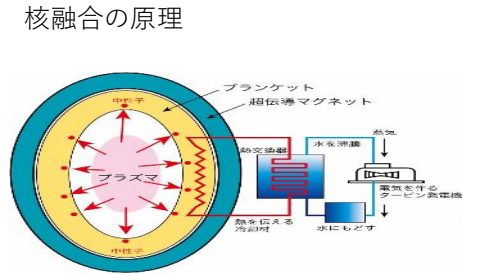 核融合の原理
中性子
ブランケット
超伝導マグネット
プラズマ
熱交換器
水を沸騰
蒸気
電気を作る
タービン発電機
熱を伝える
冷却材
水にもどす
中性子